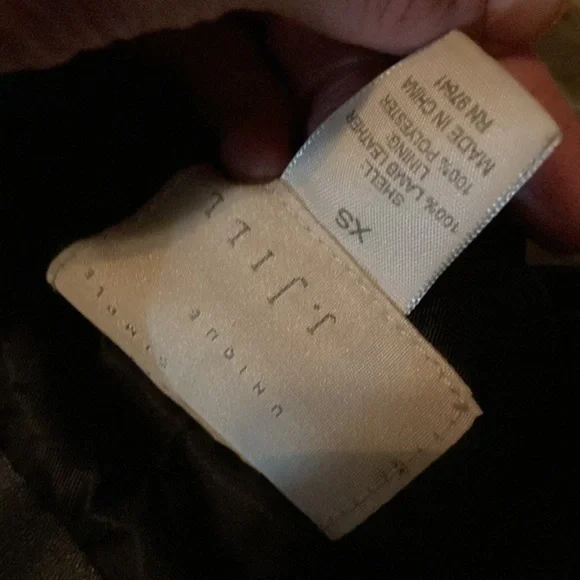 J.JILL
UNIQUE
SIMPLE
XS
SHELL:
100% LAMB LEATHER
LINING:
100% POLYESTER
MADE IN CHINA
RN 97641